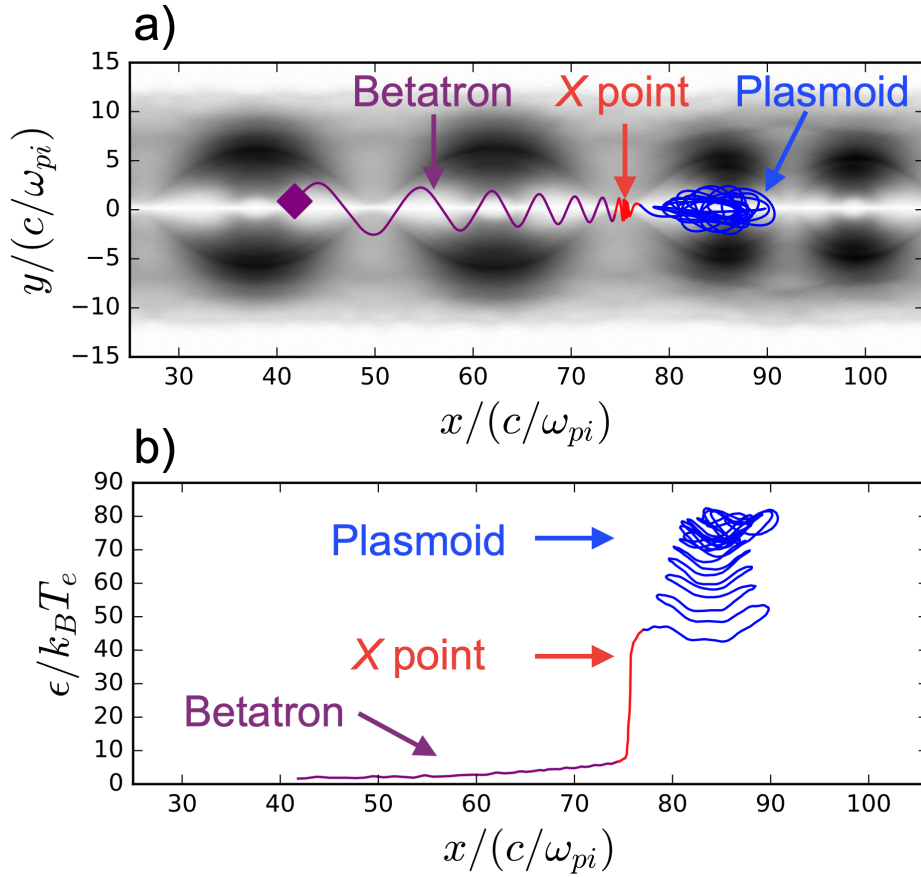 a)
15
10
5
0
−5
−10
−15
Betatron
X point
Plasmoid
y/(c/ω_pi)
30 40 50 60 70 80 90 100
x/(c/ω_pi)
b)
90
80
70
60
50
40
30
20
10
0
Plasmoid
X point
Betatron
ϵ/k_BT_e
30 40 50 60 70 80 90 100
x/(c/ω_pi)